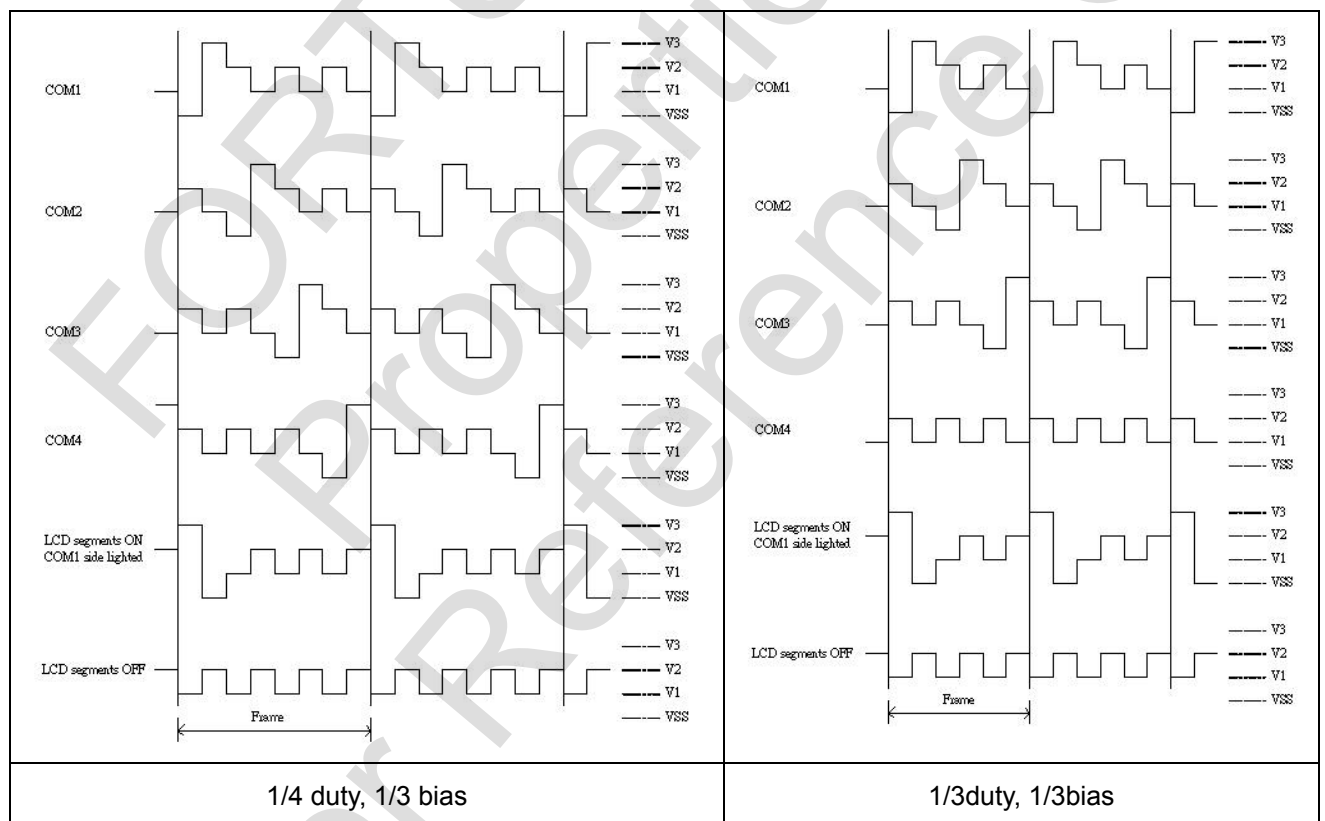 COM1
V3
V2
V1
VSS
COM2
V3
V2
V1
VSS
COM3
V3
V2
V1
VSS
COM4
V3
V2
V1
VSS
LCD segments ON
COM1 side lighted
V3
V2
V1
VSS
LCD segments OFF
V3
V2
V1
VSS
Frame
1/4 duty, 1/3 bias
COM1
V3
V2
V1
VSS
COM2
V3
V2
V1
VSS
COM3
V3
V2
V1
VSS
COM4
V3
V2
V1
VSS
LCD segments ON
COM1 side lighted
V3
V2
V1
VSS
LCD segments OFF
V3
V2
V1
VSS
Frame
1/3duty, 1/3bias
FORT
Propertie
Reference